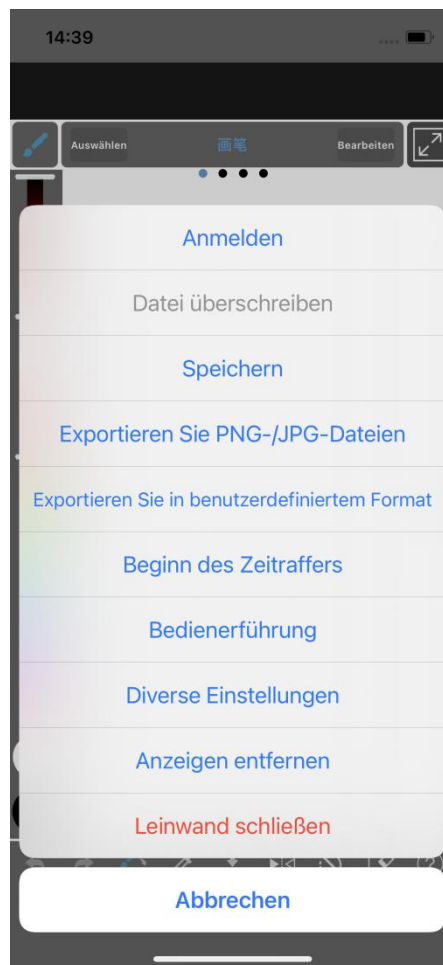 14:39
Auswählen
画笔
Bearbeiten
Anmelden
Datei überschreiben
Speichern
Exportieren Sie PNG-/JPG-Dateien
Exportieren Sie in benutzerdefiniertem Format
Beginn des Zeitraffers
Bedienerführung
Diverse Einstellungen
Anzeigen entfernen
Leinwand schließen
Abbrechen